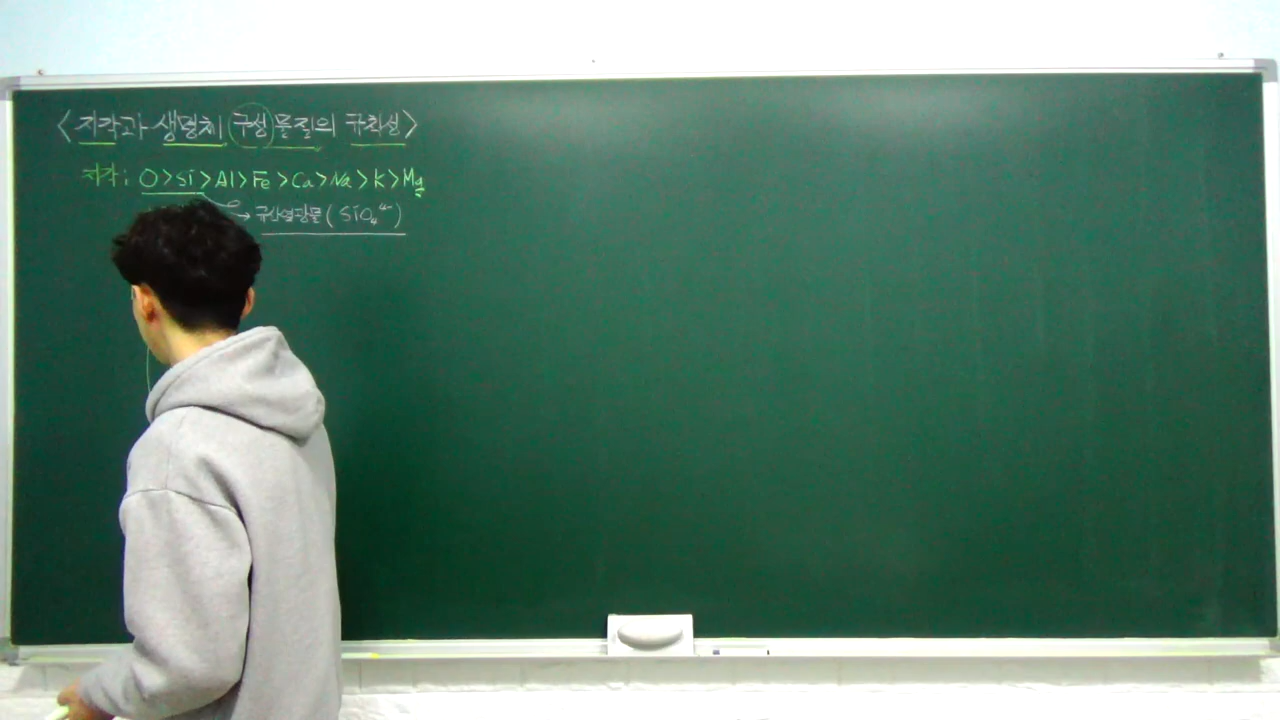 <지각과 생명체 구성물질의 규칙성>
지각 : O>Si>Al>Fe>Ca>Na>K>Mg
→ 규산염광물(SiO₄⁴⁻)